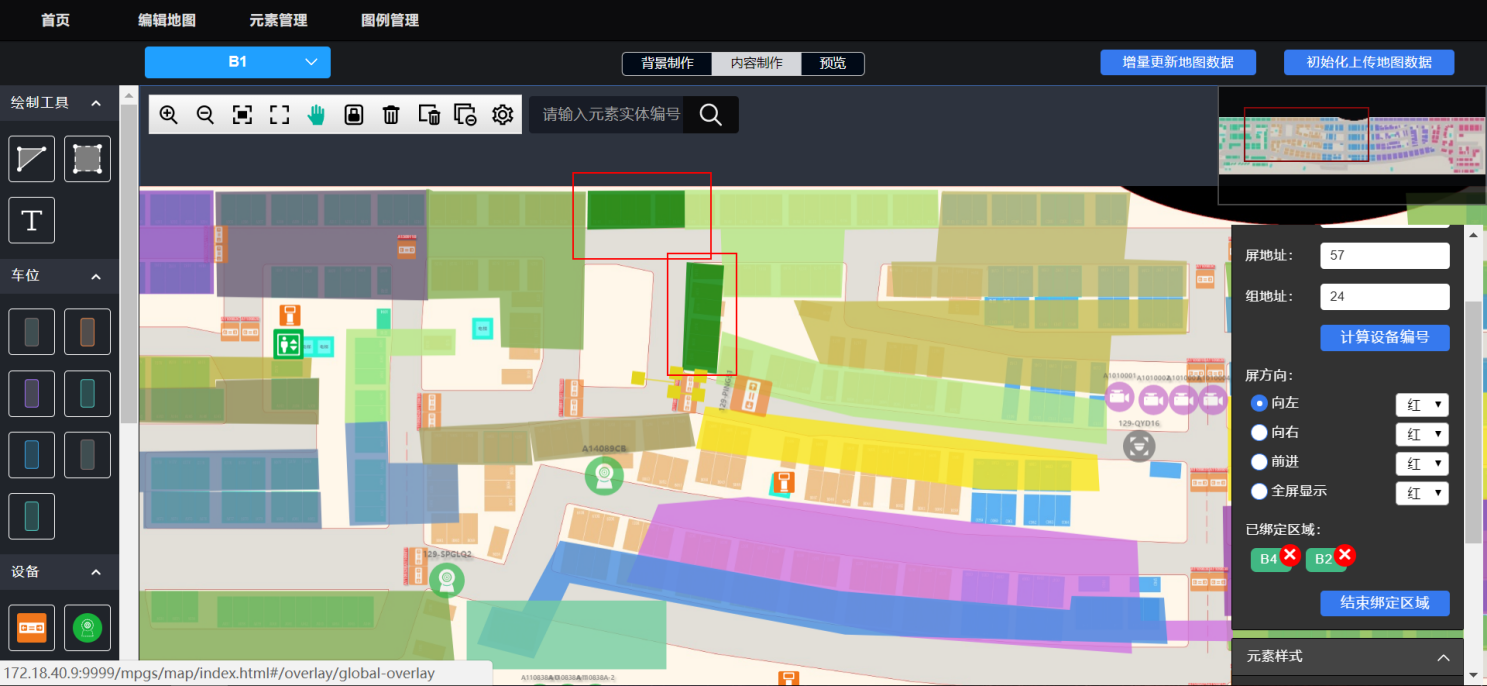 首页 编辑地图 元素管理 图例管理
B1 背景制作 内容制作 预览 增量更新地图数据 初始化上传地图数据
绘制工具
请输入元素实体编号
T
车位
设备
屏地址： 57
组地址： 24
计算设备编号
屏方向：
向左 红
向右 红
前进 红
全屏显示 红
已绑定区域：
B4 B2
结束绑定区域
元素样式
A1010001
129-QYD16
A1408BCB
129-SPGLQ2
172.18.40.9:9999/mpgs/map/index.html#/overlay/global-overlay